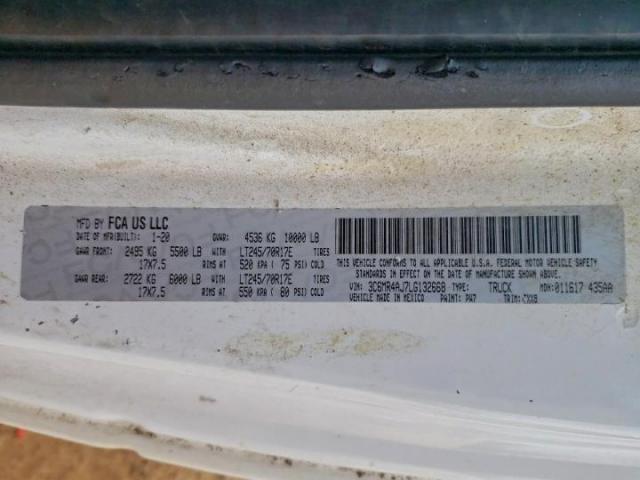 MFD BY FCA US LLC
DATE OF MFR(BUILT): 1-20 GVWR: 4536 KG 10000 LB
GAWR FRONT: 2495 KG 5500 LB WITH LT245/70R17E TIRES
17X7.5 RIMS AT 520 KPA ( 75 PSI) COLD
GAWR REAR: 2722 KG 6000 LB WITH LT245/70R17E TIRES
17X7.5 RIMS AT 550 KPA ( 80 PSI) COLD
THIS VEHICLE CONFORMS TO ALL APPLICABLE U.S.A. FEDERAL MOTOR VEHICLE SAFETY
STANDARDS IN EFFECT ON THE DATE OF MANUFACTURE SHOWN ABOVE.
VIN: 3C6MR4AJ7LG132668 TYPE: TRUCK MDH: 011617 435AA
VEHICLE MADE IN MEXICO PAINT: PW7 TRIM: